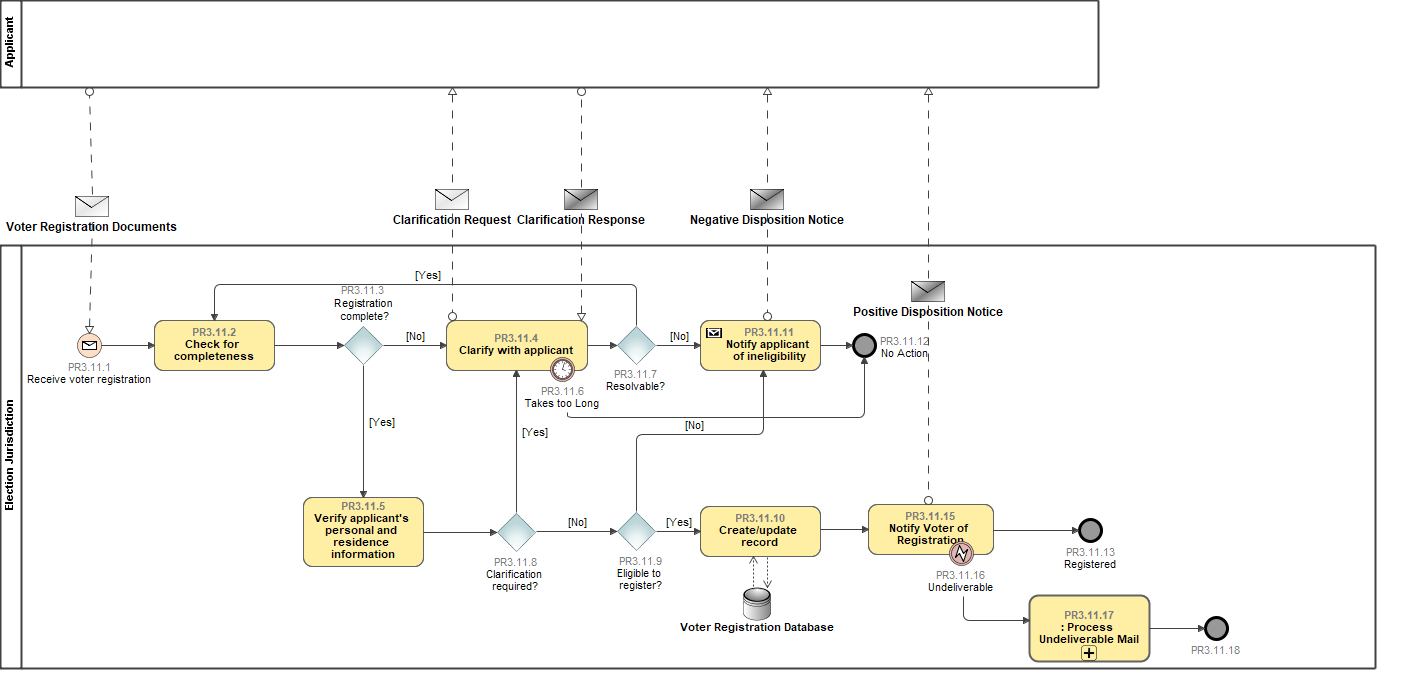 Applicant
Voter Registration Documents
Clarification Request
Clarification Response
Negative Disposition Notice
Positive Disposition Notice
Election Jurisdiction
[Yes]
PR3.11.1
Receive voter registration
PR3.11.2
Check for
completeness
PR3.11.3
Registration
complete?
[No]
PR3.11.4
Clarify with applicant
PR3.11.6
Takes too Long
PR3.11.7
Resolvable?
[No]
PR3.11.11
Notify applicant
of ineligibility
PR3.11.12
No Action
[Yes]
[Yes]
[No]
PR3.11.5
Verify applicant's
personal and
residence
information
PR3.11.8
Clarification
required?
[No]
PR3.11.9
Eligible to
register?
[Yes]
PR3.11.10
Create/update
record
Voter Registration Database
PR3.11.15
Notify Voter of
Registration
PR3.11.16
Undeliverable
PR3.11.13
Registered
PR3.11.17
: Process
Undeliverable Mail
PR3.11.18